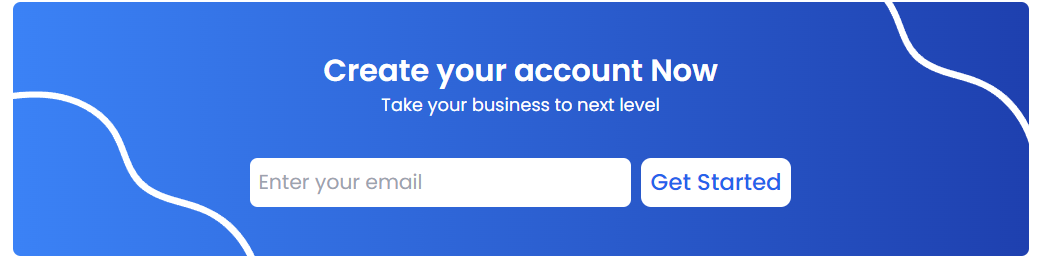 Create your account Now
Take your business to next level
Enter your email
Get Started